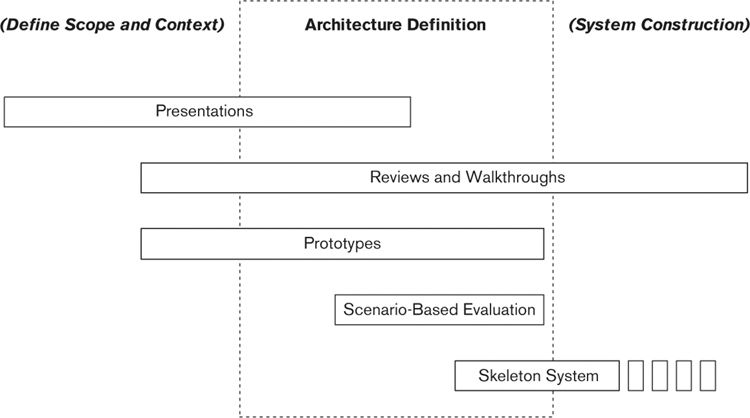 (Define Scope and Context)
Architecture Definition
(System Construction)
Presentations
Reviews and Walkthroughs
Prototypes
Scenario-Based Evaluation
Skeleton System